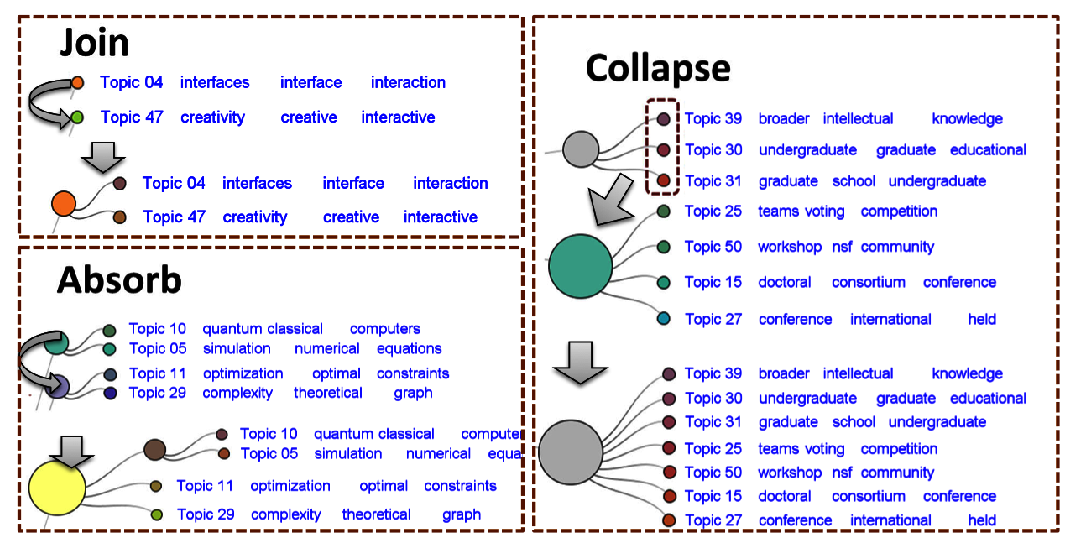 Join
Topic 04 interfaces interface interaction
Topic 47 creativity creative interactive
Topic 04 interfaces interface interaction
Topic 47 creativity creative interactive
Absorb
Topic 10 quantum classical computers
Topic 05 simulation numerical equations
Topic 11 optimization optimal constraints
Topic 29 complexity theoretical graph
Topic 10 quantum classical compute
Topic 05 simulation numerical equa
Topic 11 optimization optimal constraints
Topic 29 complexity theoretical graph
Collapse
Topic 39 broader intellectual knowledge
Topic 30 undergraduate graduate educational
Topic 31 graduate school undergraduate
Topic 25 teams voting competition
Topic 50 workshop nsf community
Topic 15 doctoral consortium conference
Topic 27 conference international held
Topic 39 broader intellectual knowledge
Topic 30 undergraduate graduate educational
Topic 31 graduate school undergraduate
Topic 25 teams voting competition
Topic 50 workshop nsf community
Topic 15 doctoral consortium conference
Topic 27 conference international held